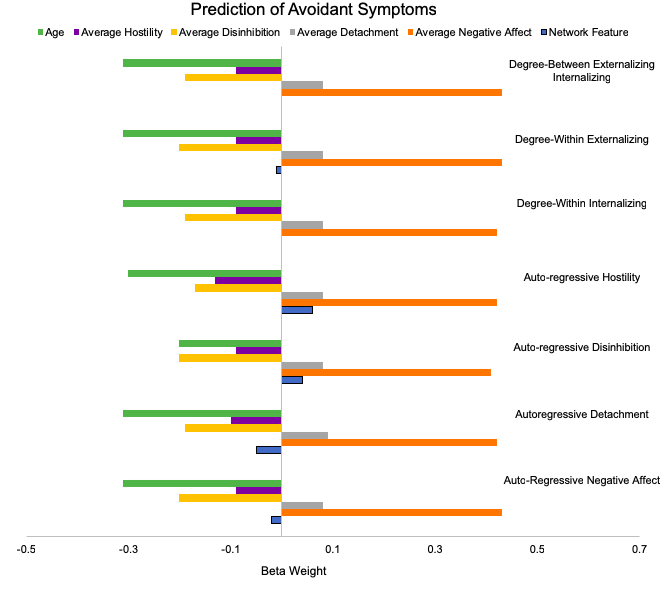 Prediction of Avoidant Symptoms
Age Average Hostility Average Disinhibition Average Detachment Average Negative Affect Network Feature
Degree-Between Externalizing
Internalizing
Degree-Within Externalizing
Degree-Within Internalizing
Auto-regressive Hostility
Auto-regressive Disinhibition
Autoregressive Detachment
Auto-Regressive Negative Affect
-0.5 -0.3 -0.1 0.1 0.3 0.5 0.7
Beta Weight